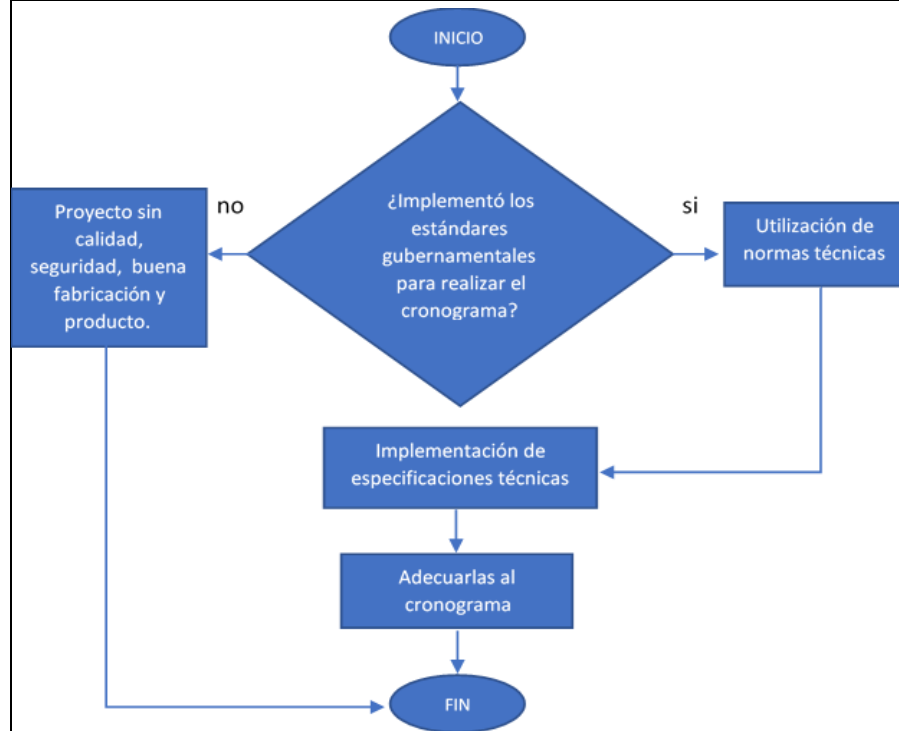 INICIO
¿Implementó los
estándares
gubernamentales
para realizar el
cronograma?
no
Proyecto sin
calidad,
seguridad, buena
fabricación y
producto.
si
Utilización de
normas técnicas
Implementación de
especificaciones técnicas
Adecuarlas al
cronograma
FIN